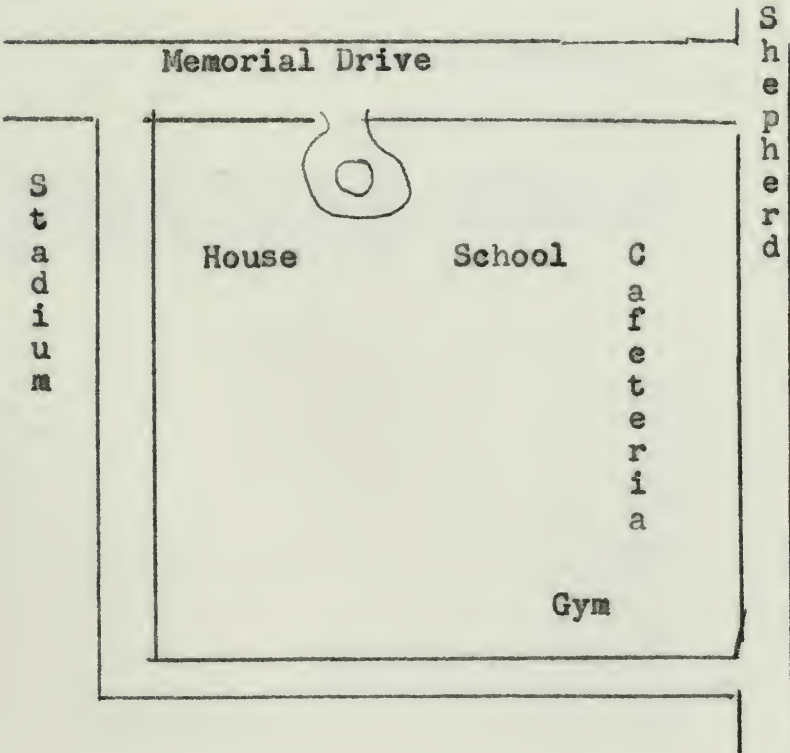 Memorial Drive
Shepherd
Stadium
House
School
Cafeteria
Gym